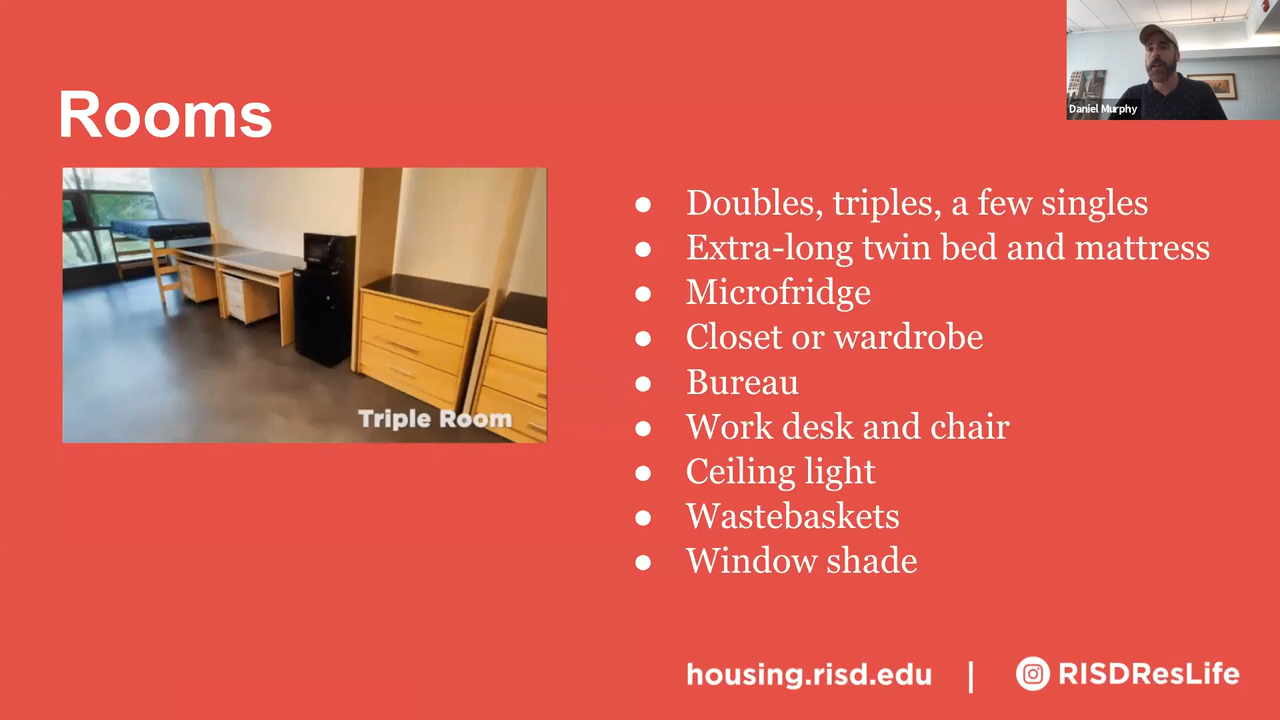 Rooms
Daniel Murphy
Triple Room
Doubles, triples, a few singles
Extra-long twin bed and mattress
Microfridge
Closet or wardrobe
Bureau
Work desk and chair
Ceiling light
Wastebaskets
Window shade
housing.risd.edu | RISDResLife